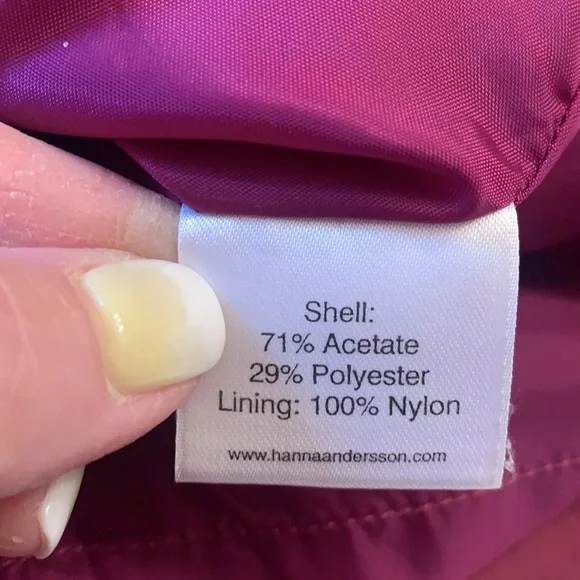 Shell:
71% Acetate
29% Polyester
Lining: 100% Nylon
www.hannaandersson.com